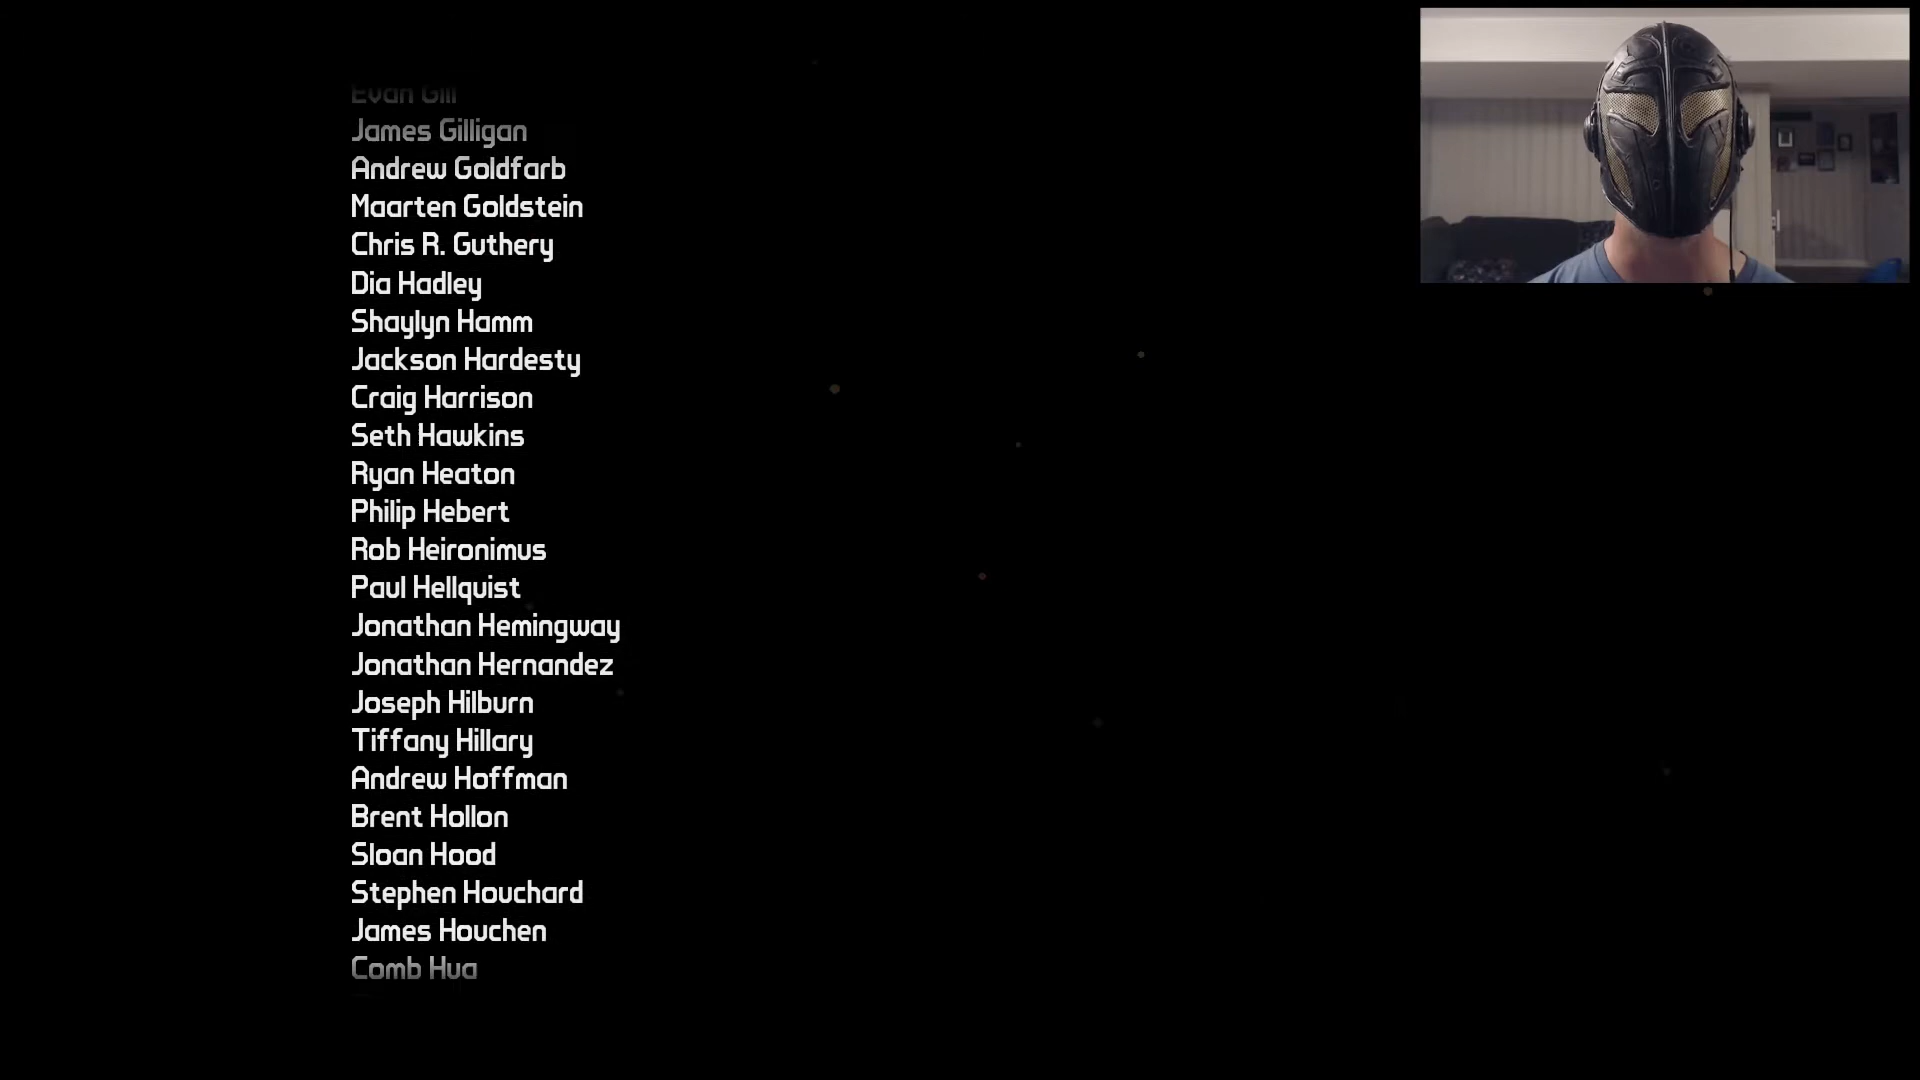 Evan Gill
James Gilligan
Andrew Goldfarb
Maarten Goldstein
Chris R. Guthery
Dia Hadley
Shaylyn Hamm
Jackson Hardesty
Craig Harrison
Seth Hawkins
Ryan Heaton
Philip Hebert
Rob Heironimus
Paul Hellquist
Jonathan Hemingway
Jonathan Hernandez
Joseph Hilburn
Tiffany Hillary
Andrew Hoffman
Brent Hollon
Sloan Hood
Stephen Houchard
James Houchen
Comb Hua